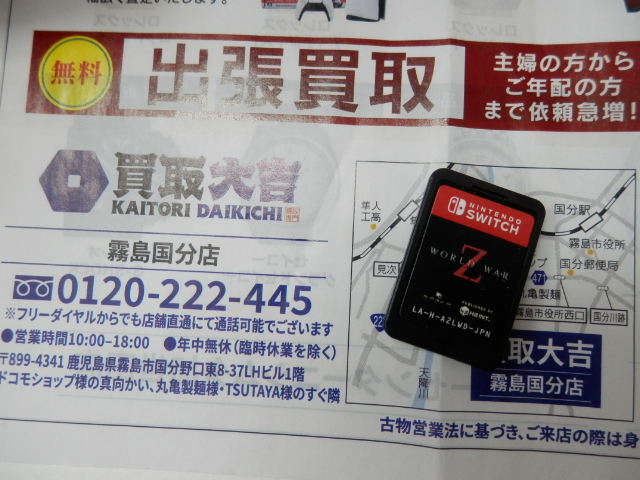 無料
出張買取
主婦の方から
ご年配の方
まで依頼急増!
買取大吉
KAITORI DAIKICHI
霧島国分店
0120-222-445
※フリーダイヤルからでも店舗直通にて通話可能でございます
●営業時間10:00–18:00 ●年中無休(臨時休業を除く)
〒899-4341 鹿児島県霧島市国分野口東8-37LHビル1階
ドコモショップ様の真向かい、丸亀製麺様・TSUTAYA様のすぐ隣
隼人
工高
国分駅
霧島市役所
国分郵便局
見次
471
丸亀製麺
霧島市役所西口
国分川跡
22
天降川
取大吉
霧島国分店
古物営業法に基づき、ご来店の際は身
NINTENDO
SWITCH
WORLD WAR
Z
PUBLISHED BY
H2INT.
LA-H-A2LWD-JPN